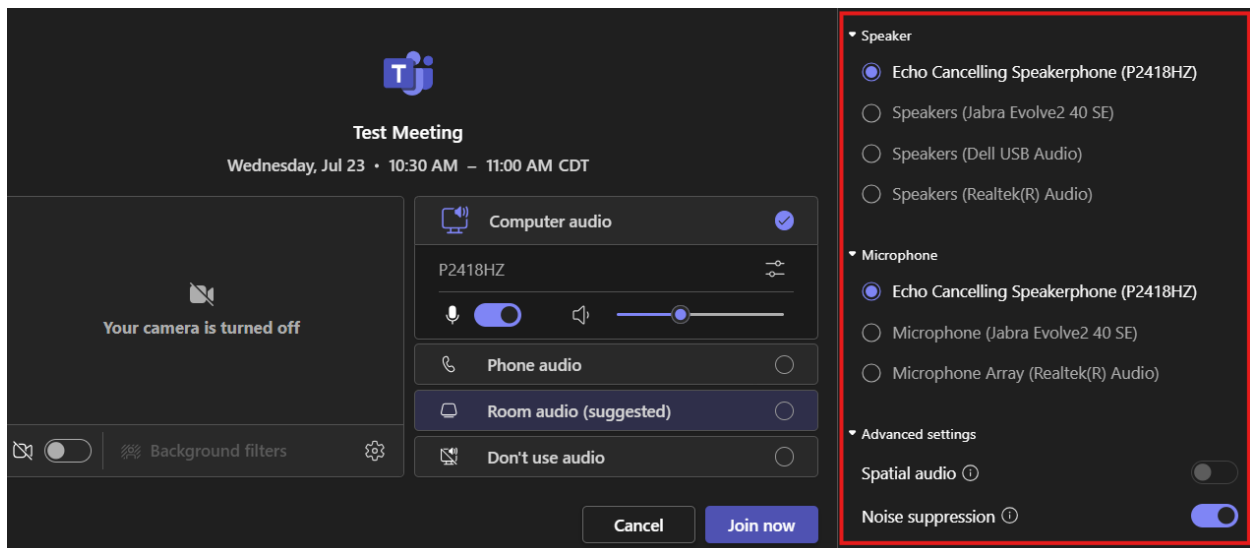 T
Test Meeting
Wednesday, Jul 23 • 10:30 AM – 11:00 AM CDT
Your camera is turned off
Background filters
Computer audio
P2418HZ
Phone audio
Room audio (suggested)
Don't use audio
Cancel
Join now
Speaker
Echo Cancelling Speakerphone (P2418HZ)
Speakers (Jabra Evolve2 40 SE)
Speakers (Dell USB Audio)
Speakers (Realtek(R) Audio)
Microphone
Echo Cancelling Speakerphone (P2418HZ)
Microphone (Jabra Evolve2 40 SE)
Microphone Array (Realtek(R) Audio)
Advanced settings
Spatial audio
Noise suppression